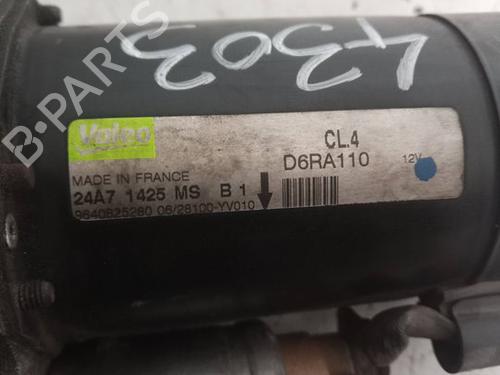 4303
B-PARTS
Valeo
CL.4
D6RA110
12V
MADE IN FRANCE
24A7 1425 MS B 1
9640825280 06/28100-YV010